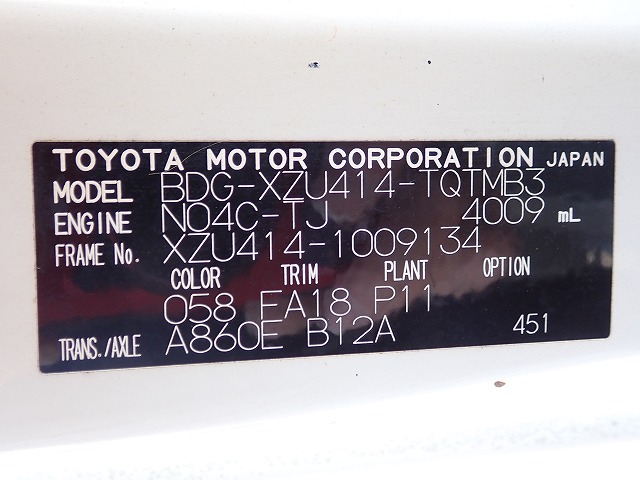 TOYOTA MOTOR CORPORATION JAPAN
MODEL BDG-XZU414-TQTMB3
ENGINE N04C-TJ 4009 mL
FRAME No. XZU414-1009134
COLOR TRIM PLANT OPTION
058 EA18 P11
TRANS./AXLE A860E B12A 451